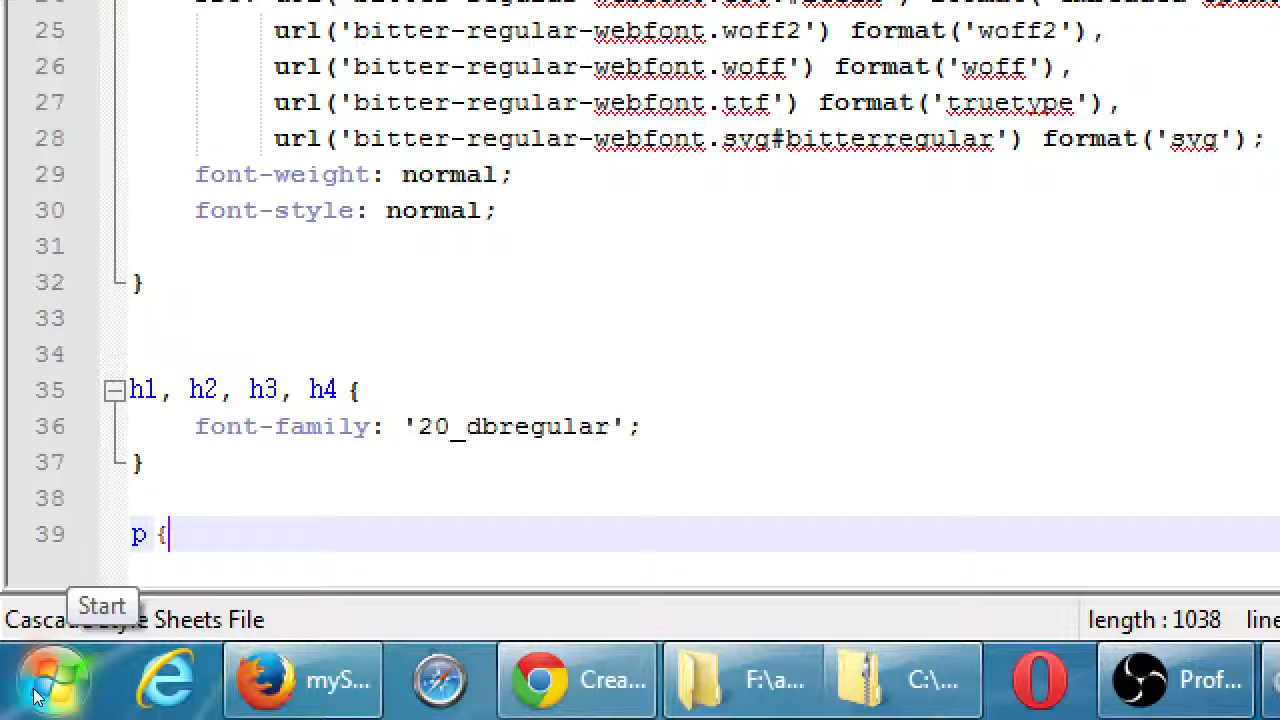 25 url('bitter-regular-webfont.woff2') format('woff2'),
26 url('bitter-regular-webfont.woff') format('woff'),
27 url('bitter-regular-webfont.ttf') format('truetype'),
28 url('bitter-regular-webfont.svg#bitterregular') format('svg');
29 font-weight: normal;
30 font-style: normal;
31
32 }
33
34
35 h1, h2, h3, h4 {
36 font-family: '20_dbregular';
37 }
38
39 p {
Start
Casca Style Sheets File length : 1038 line
myS... Crea... F:\a... C:\... Prof...